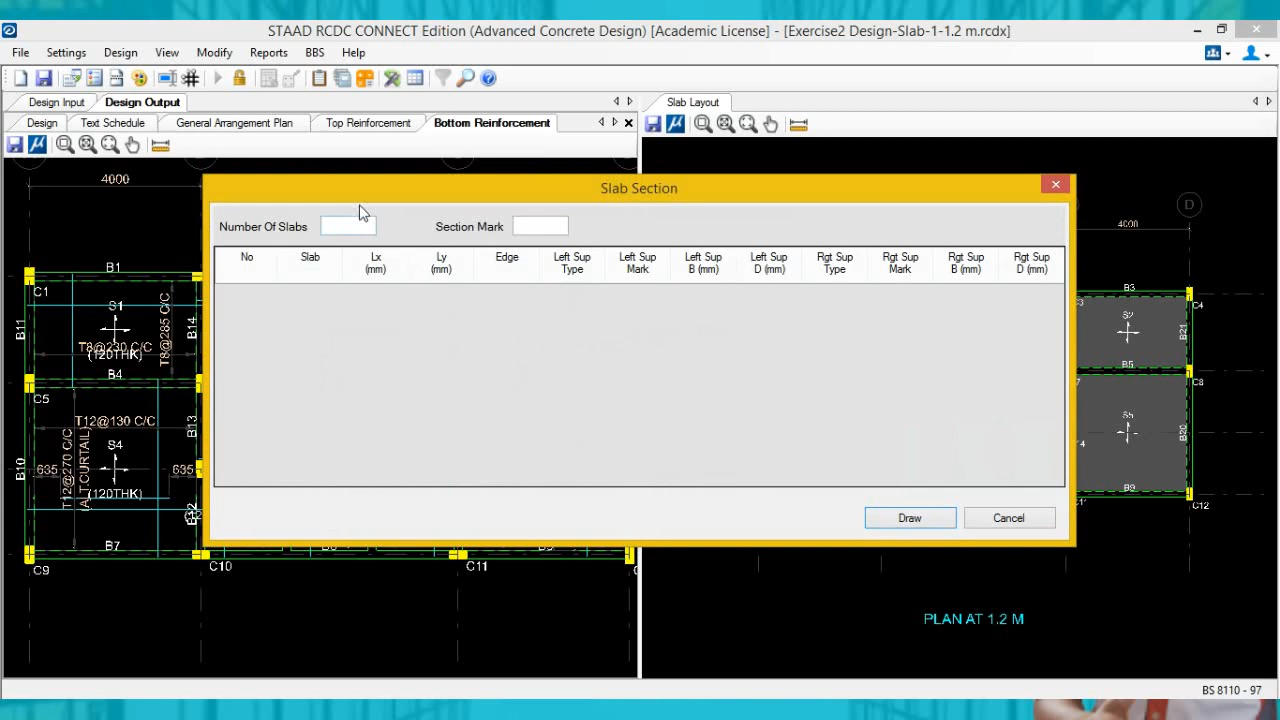 STAAD RCDC CONNECT Edition (Advanced Concrete Design) [Academic License] - [Exercise2 Design-Slab-1-1.2 m.rcdx]
File Settings Design View Modify Reports BBS Help
Design Input Design Output
Slab Layout
Design Text Schedule General Arrangement Plan Top Reinforcement Bottom Reinforcement
Slab Section
Number Of Slabs Section Mark
No Slab Lx (mm) Ly (mm) Edge Left Sup Type Left Sup Mark Left Sup B (mm) Left Sup D (mm) Rgt Sup Type Rgt Sup Mark Rgt Sup B (mm) Rgt Sup D (mm)
Draw Cancel
4000
B1
C1
S1
B11
B14
T8@230 C/C
(120THK)
T8@285 C/C
B4
C5
T12@130 C/C
B13
S4
B10
635
635
T12@270 C/C
(ALT.CURTAIL)
(120THK)
B12
B7
C9
C10
C11
D
4000
B3
C4
S2
B21
B5
C8
S5
B20
B9
C12
PLAN AT 1.2 M
BS 8110 - 97